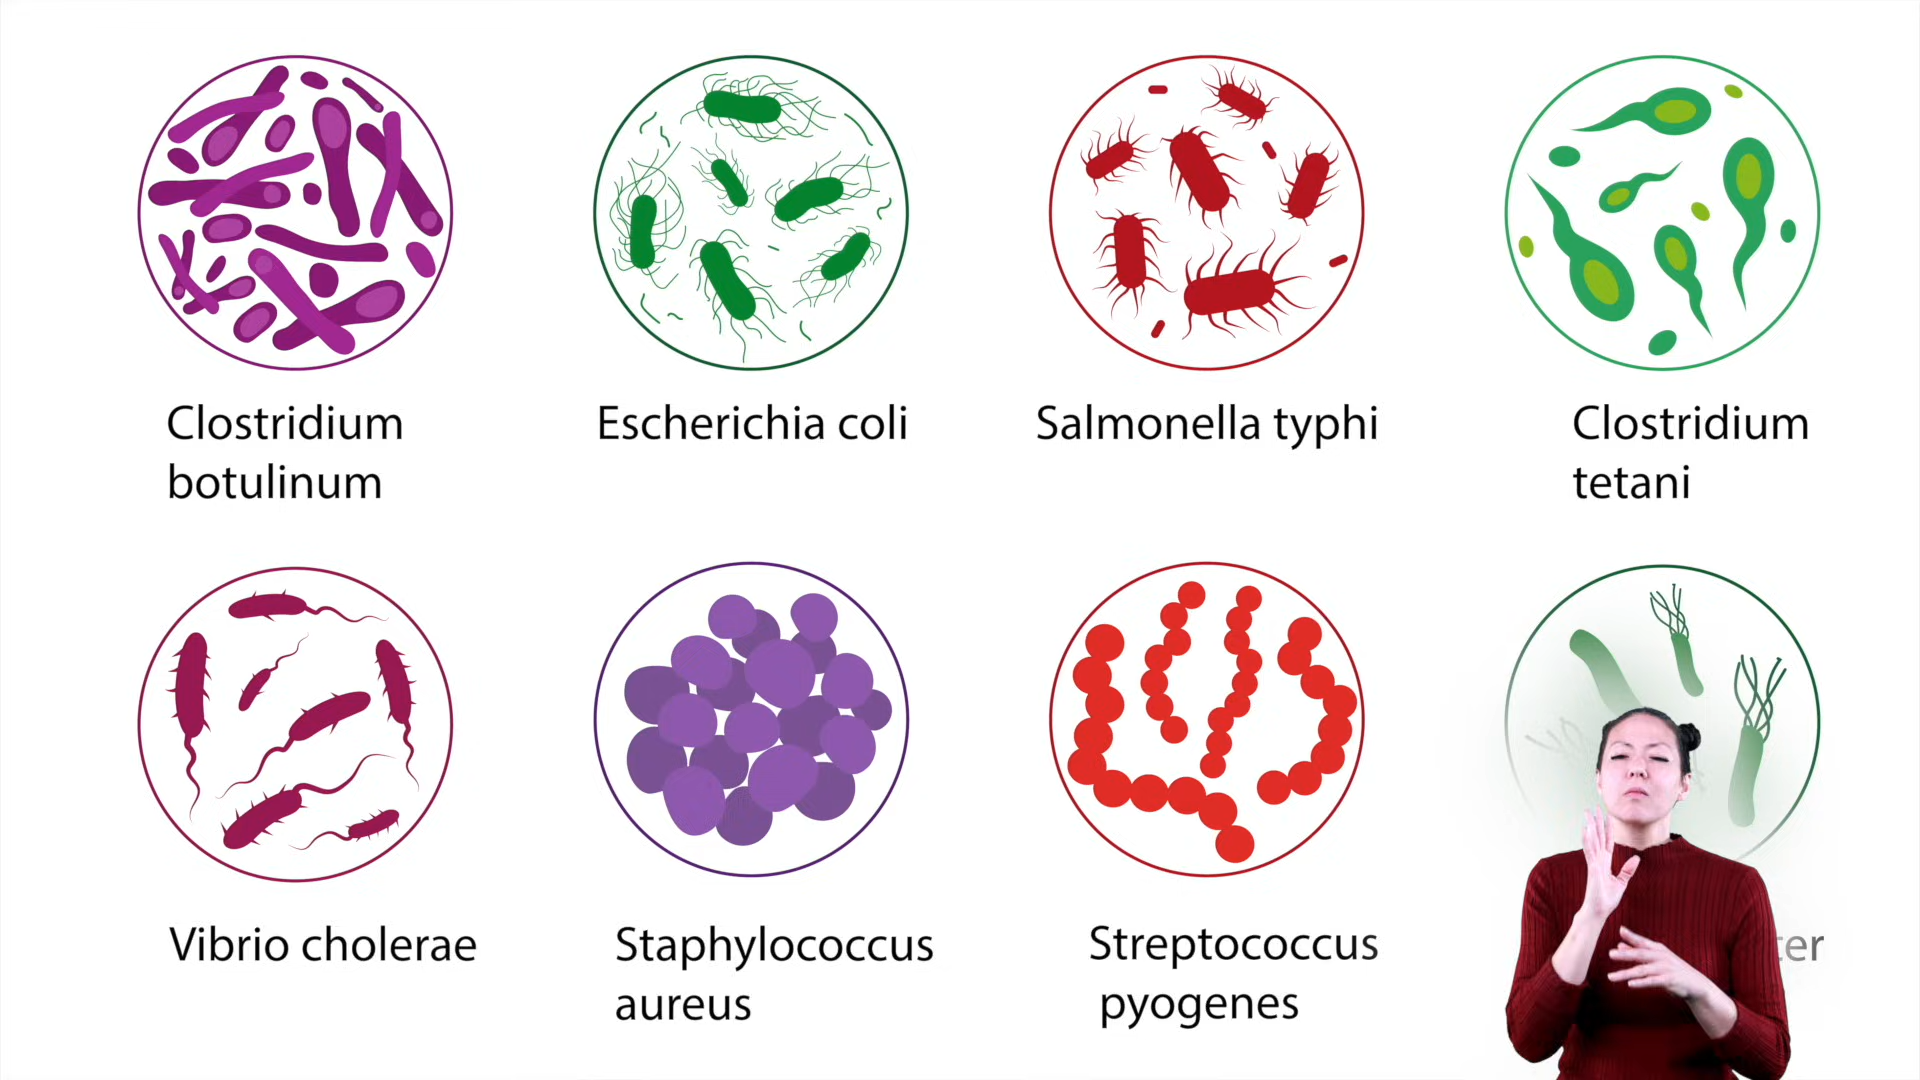 Clostridium
botulinum
Escherichia coli
Salmonella typhi
Clostridium
tetani
Vibrio cholerae
Staphylococcus
aureus
Streptococcus
pyogenes